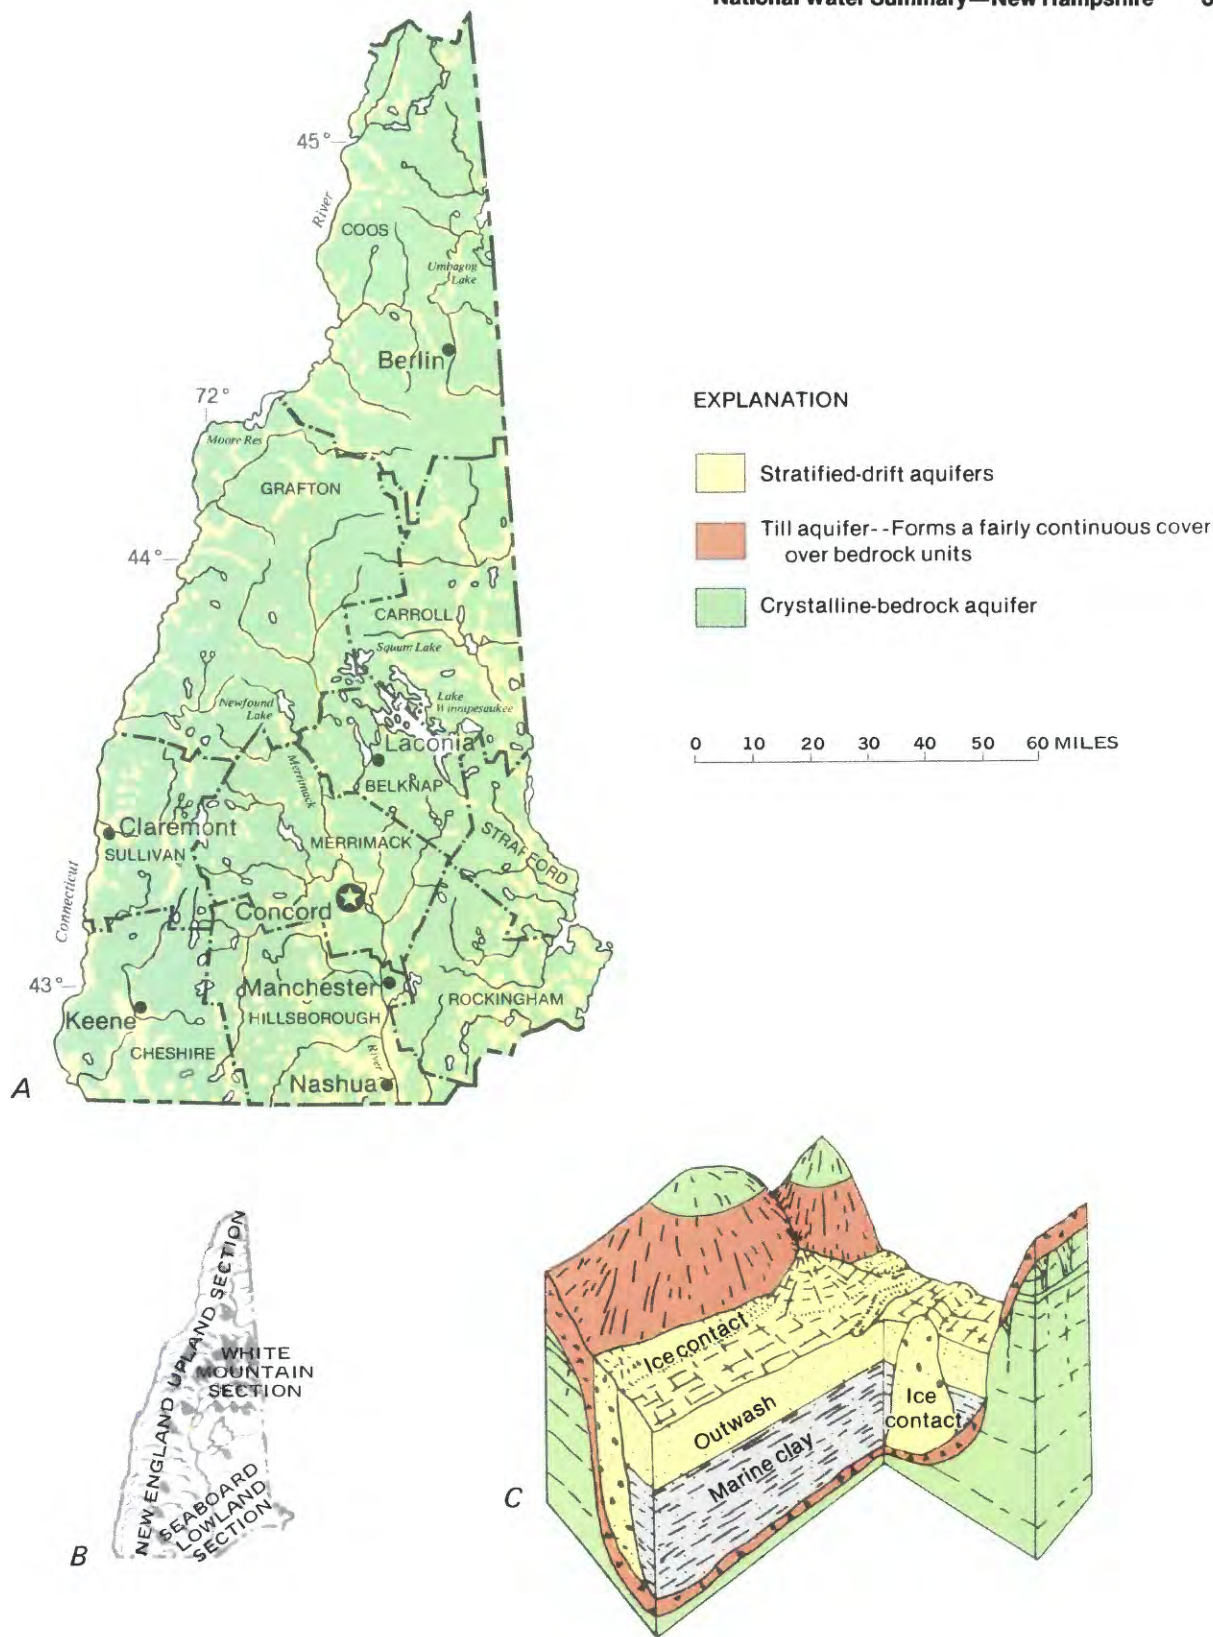 National Water Summary—New Hampshire
45°
River
COOS
Umbagog
Lake
Berlin
72°
Moore Res
GRAFTON
44°
CARROLL
Squam Lake
Newfound
Lake
Lake
Winnipesaukee
Laconia
Merrimack
BELKNAP
Claremont
SULLIVAN
MERRIMACK
STRAFFORD
Connecticut
Concord
43°
Manchester
Keene
HILLSBOROUGH
ROCKINGHAM
CHESHIRE
River
Nashua
A
EXPLANATION
Stratified-drift aquifers
Till aquifer--Forms a fairly continuous cover
over bedrock units
Crystalline-bedrock aquifer
0 10 20 30 40 50 60 MILES
NEW ENGLAND UPLAND SECTION
WHITE
MOUNTAIN
SECTION
SEABOARD
LOWLAND
SECTION
B
Ice contact
Outwash
Marine clay
Ice
contact
C